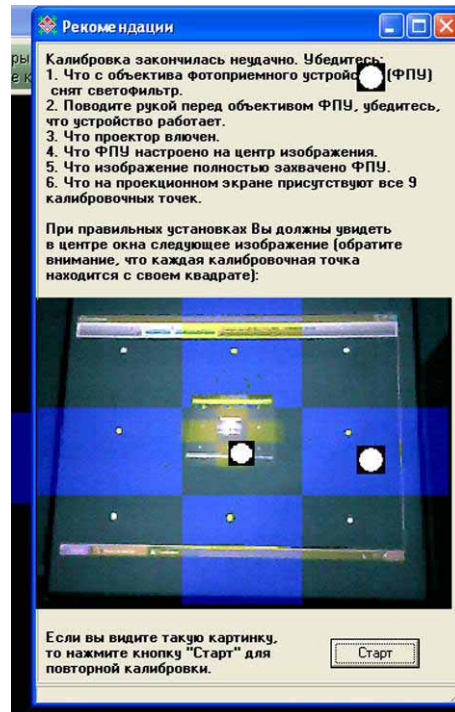 Рекомендации
Калибровка закончилась неудачно. Убедитесь:
1. Что с объектива фотоприемного (ФПУ)
снят светофильтр.
2. Поводите рукой перед объективом ФПУ, убедитесь,
что устройство работает.
3. Что проектор влючен.
4. Что ФПУ настроено на центр изображения.
5. Что изображение полностью захвачено ФПУ.
6. Что на проекционном экране присутствуют все 9
калибровочных точек.
При правильных установках Вы должны увидеть
в центре окна следующее изображение (обратите
внимание, что каждая калибровочная точка
находится с своем квадрате):
Если вы видите такую картинку,
то нажмите кнопку "Старт" для
повторной калибровки.
Старт